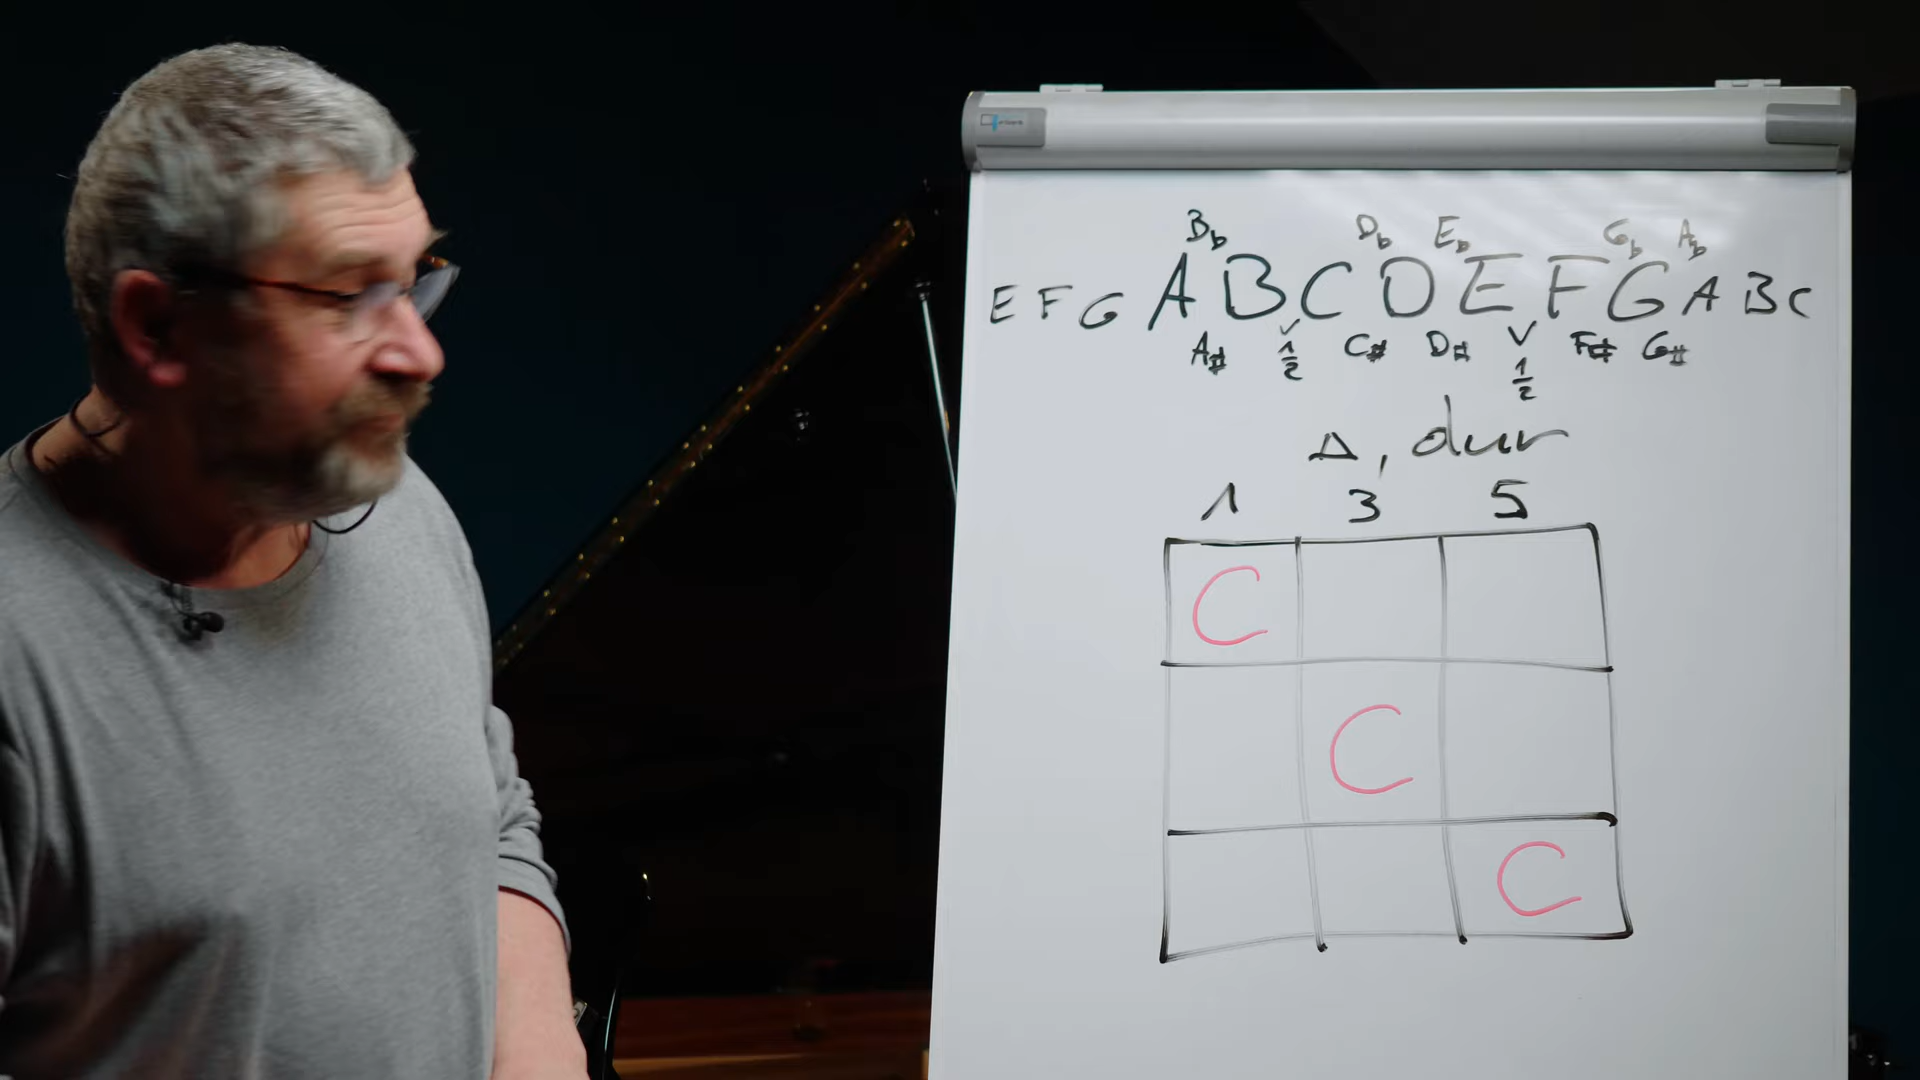 Bb Db Eb Gb Ab
E F G A B C D E F G A B C
A# 1/2 C# D# 1/2 F# G#
Δ, dur
1 3 5
C
C
C